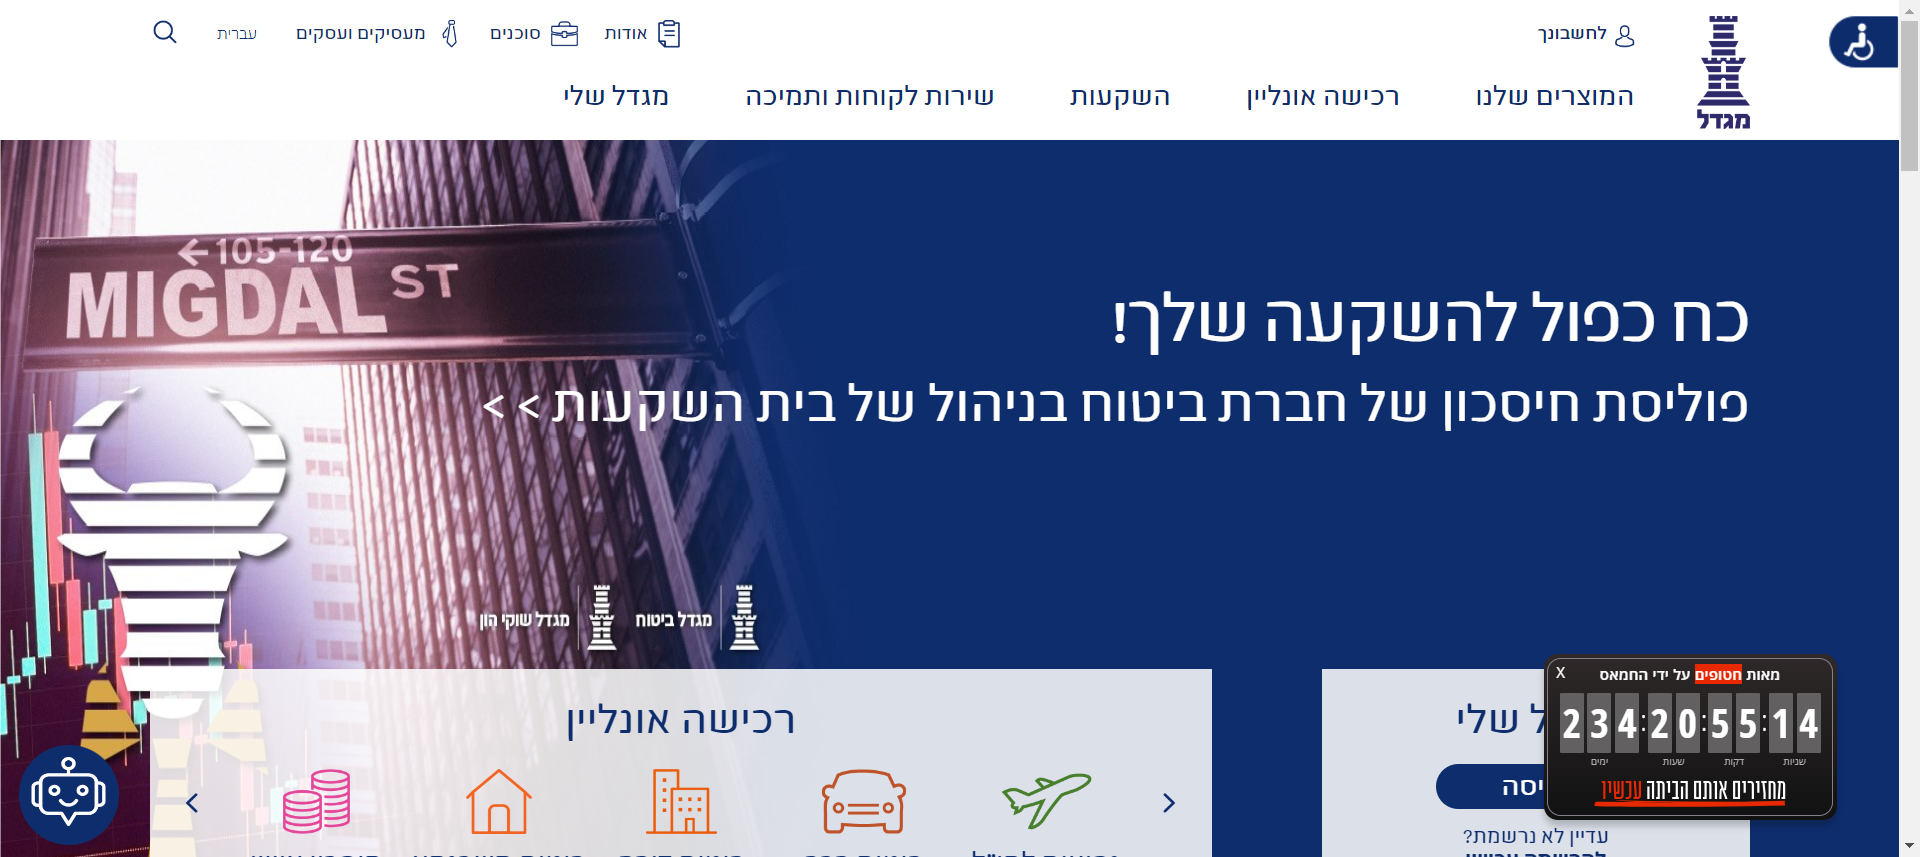 לחשבונך
אודות
סוכנים
מעסיקים ועסקים
עברית
מגדל
המוצרים שלנו
רכישה אונליין
השקעות
שירות לקוחות ותמיכה
מגדל שלי
105-120
MIGDAL ST
כח כפול להשקעה שלך!
פוליסת חיסכון של חברת ביטוח בניהול של בית השקעות > >
מגדל ביטוח
מגדל שוקי הון
רכישה אונליין
שלי
יסה
עדיין לא נרשמת?
X
מאות חטופים על ידי החמאס
234:20:55:14
ימים
שעות
דקות
שניות
מחזירים אותם הביתה עכשיו